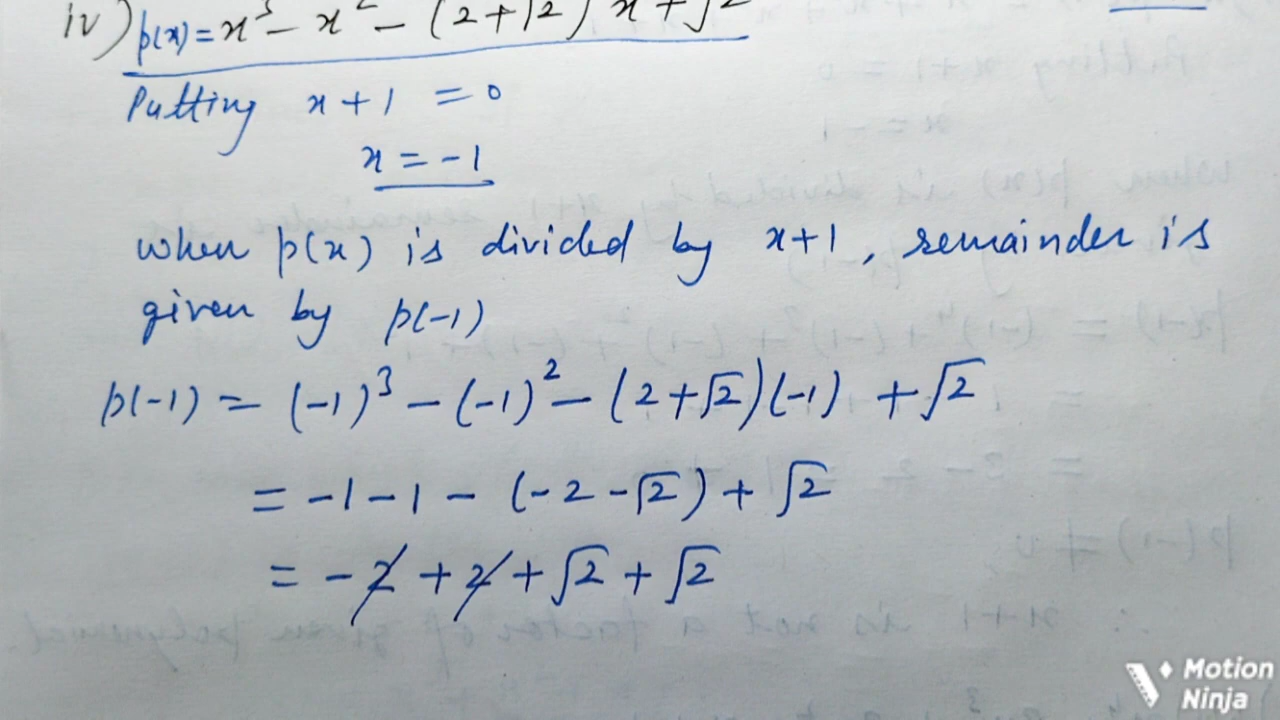 iv) p(x) = x³ - x² - (2+√2) x + √2
Putting x+1 = 0
x = -1
when p(x) is divided by x+1, remainder is
given by p(-1)
p(-1) = (-1)³ - (-1)² - (2+√2)(-1) + √2
= -1 - 1 - (-2 - √2) + √2
= - 2 + 2 + √2 + √2
Motion
Ninja